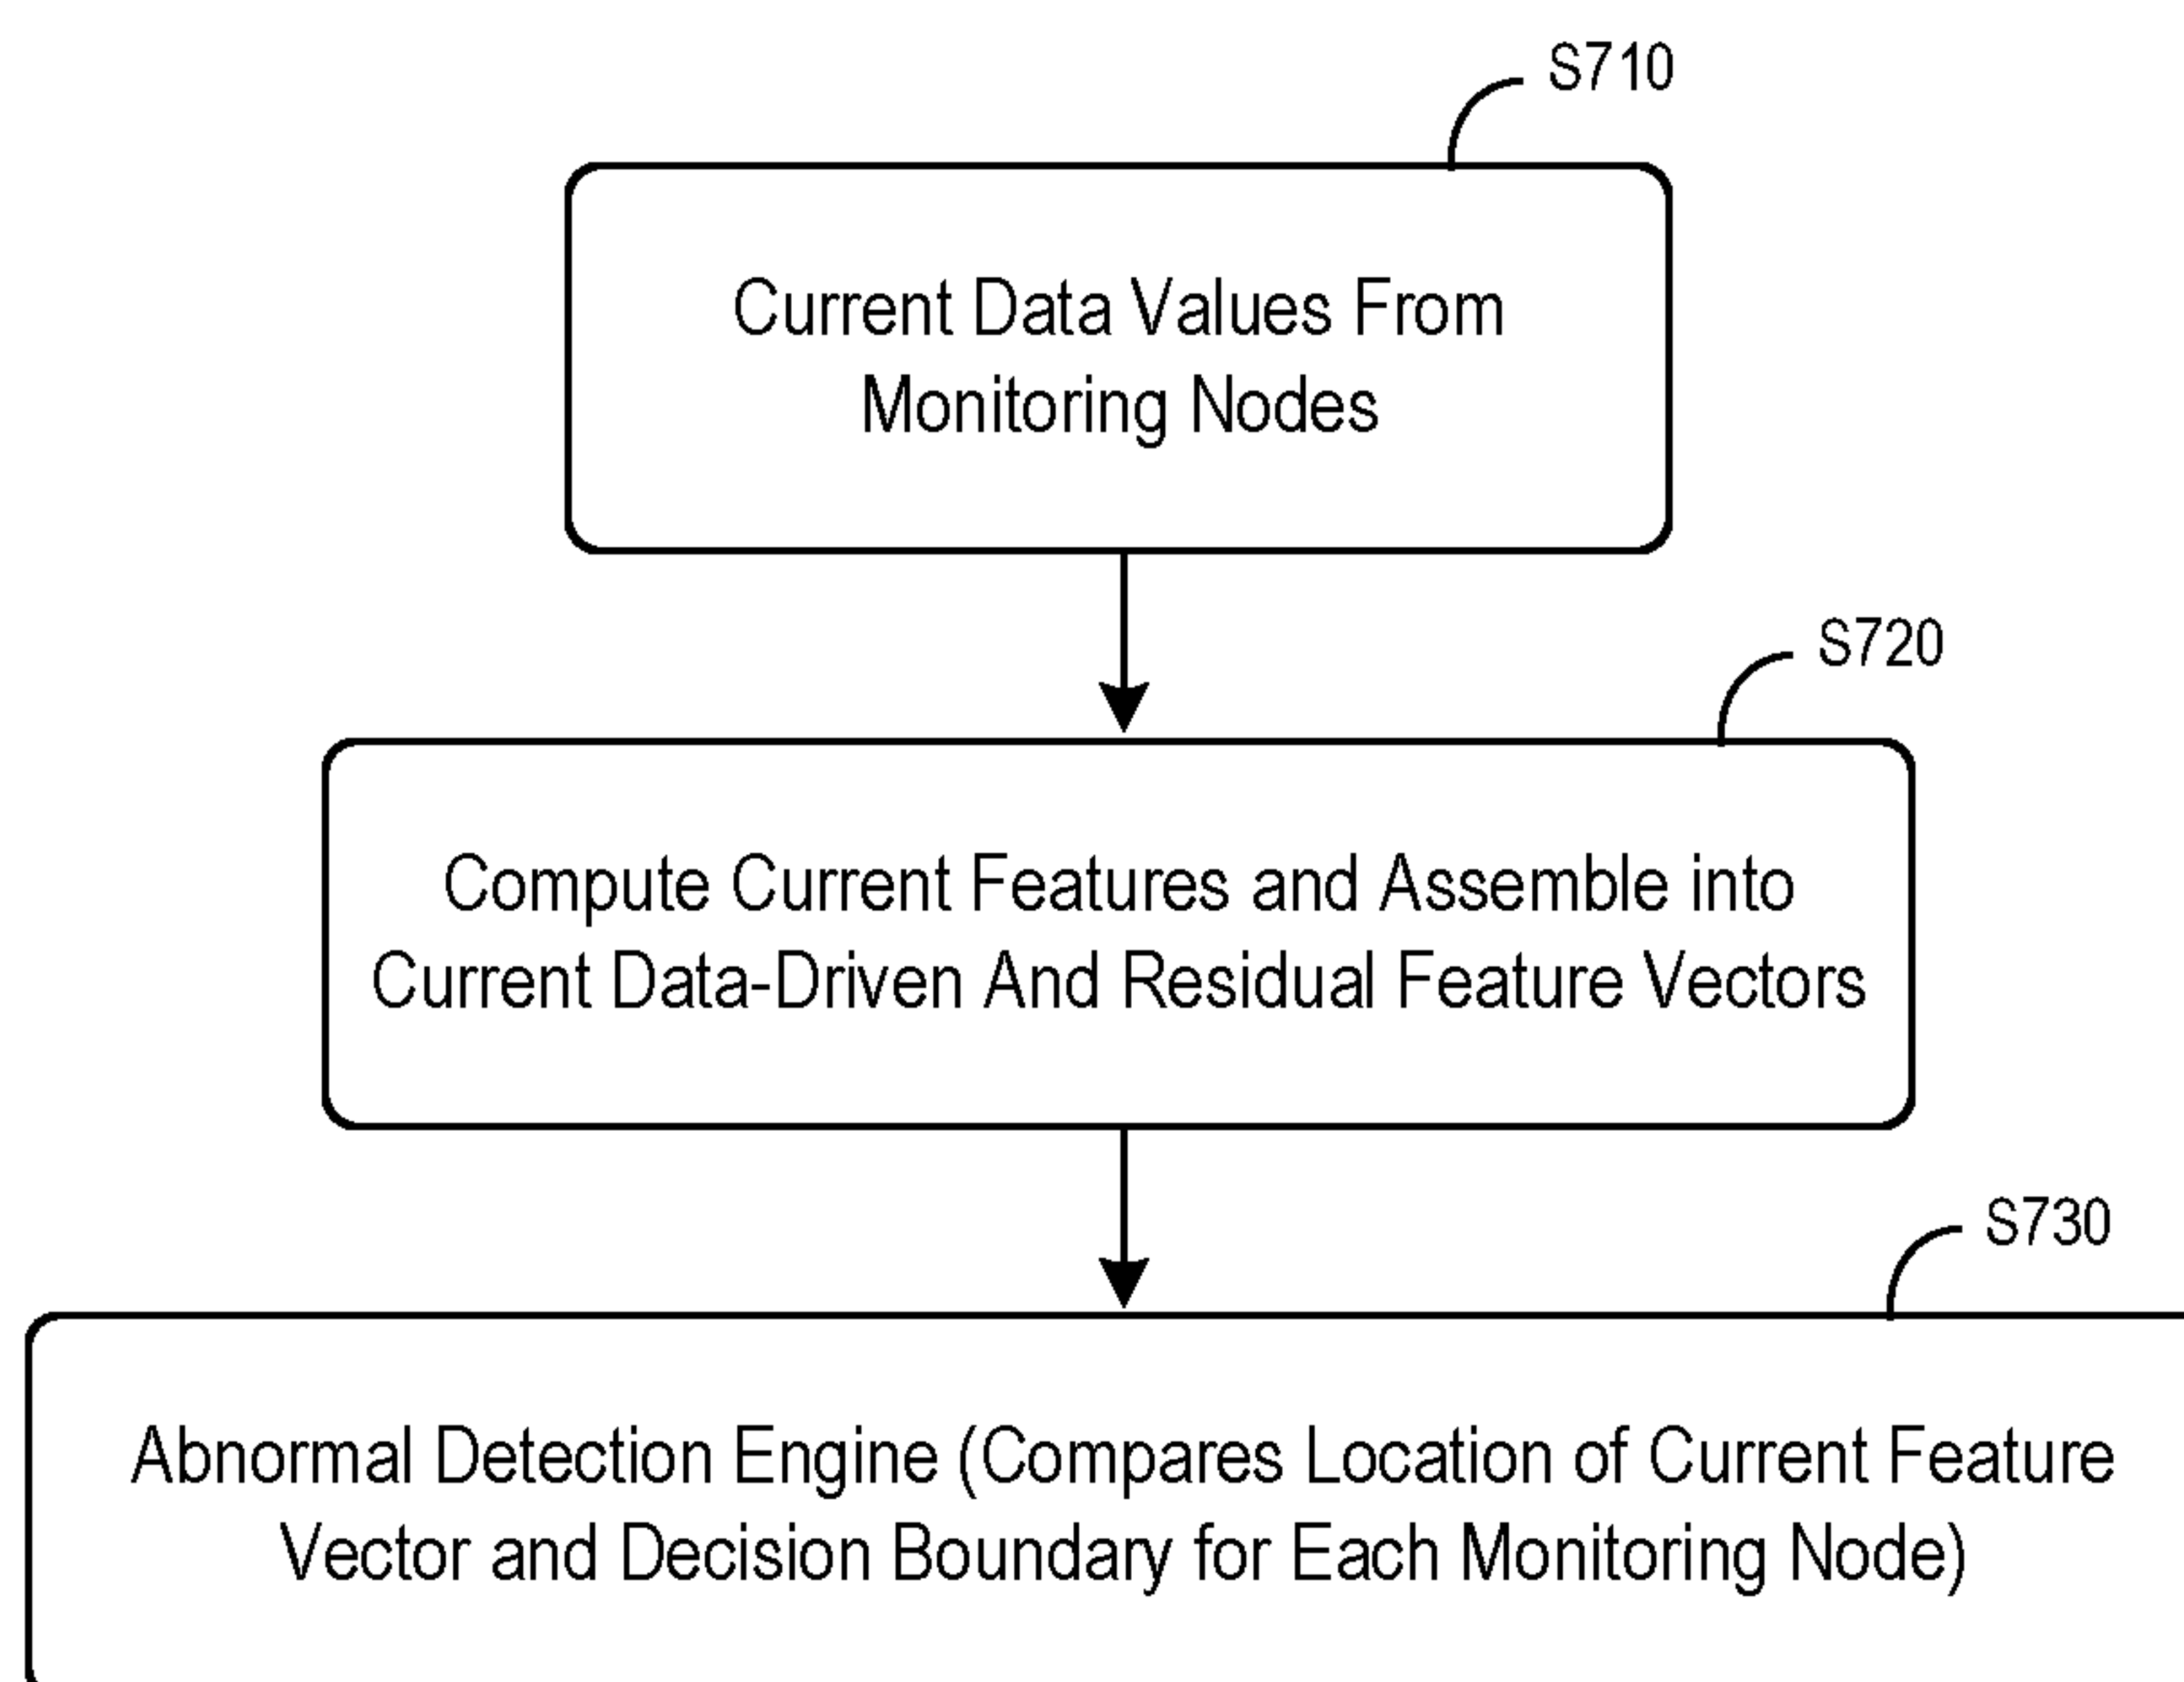 S710
Current Data Values From
Monitoring Nodes
S720
Compute Current Features and Assemble into
Current Data-Driven And Residual Feature Vectors
S730
Abnormal Detection Engine (Compares Location of Current Feature
Vector and Decision Boundary for Each Monitoring Node)